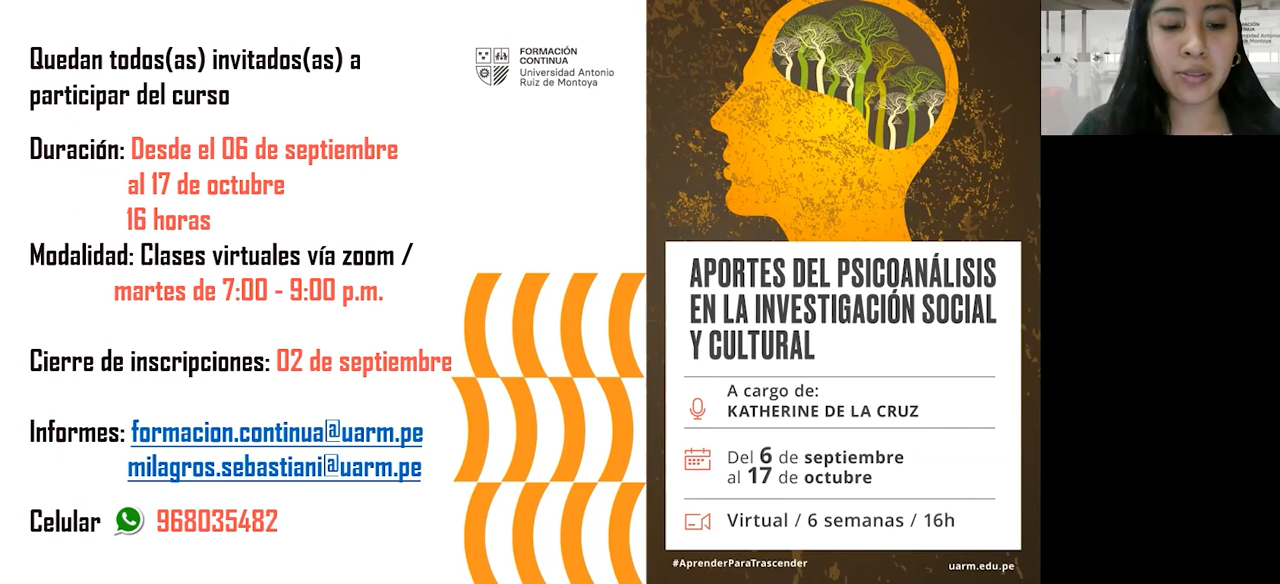 Quedan todos(as) invitados(as) a
participar del curso
Duración: Desde el 06 de septiembre
al 17 de octubre
16 horas
Modalidad: Clases virtuales vía zoom /
martes de 7:00 - 9:00 p.m.
Cierre de inscripciones: 02 de septiembre
Informes: formacion.continua@uarm.pe
milagros.sebastiani@uarm.pe
Celular 968035482
FORMACIÓN
CONTINUA
Universidad Antonio
Ruiz de Montoya
APORTES DEL PSICOANÁLISIS
EN LA INVESTIGACIÓN SOCIAL
Y CULTURAL
A cargo de:
KATHERINE DE LA CRUZ
Del 6 de septiembre
al 17 de octubre
Virtual / 6 semanas / 16h
#AprenderParaTrascender
uarm.edu.pe